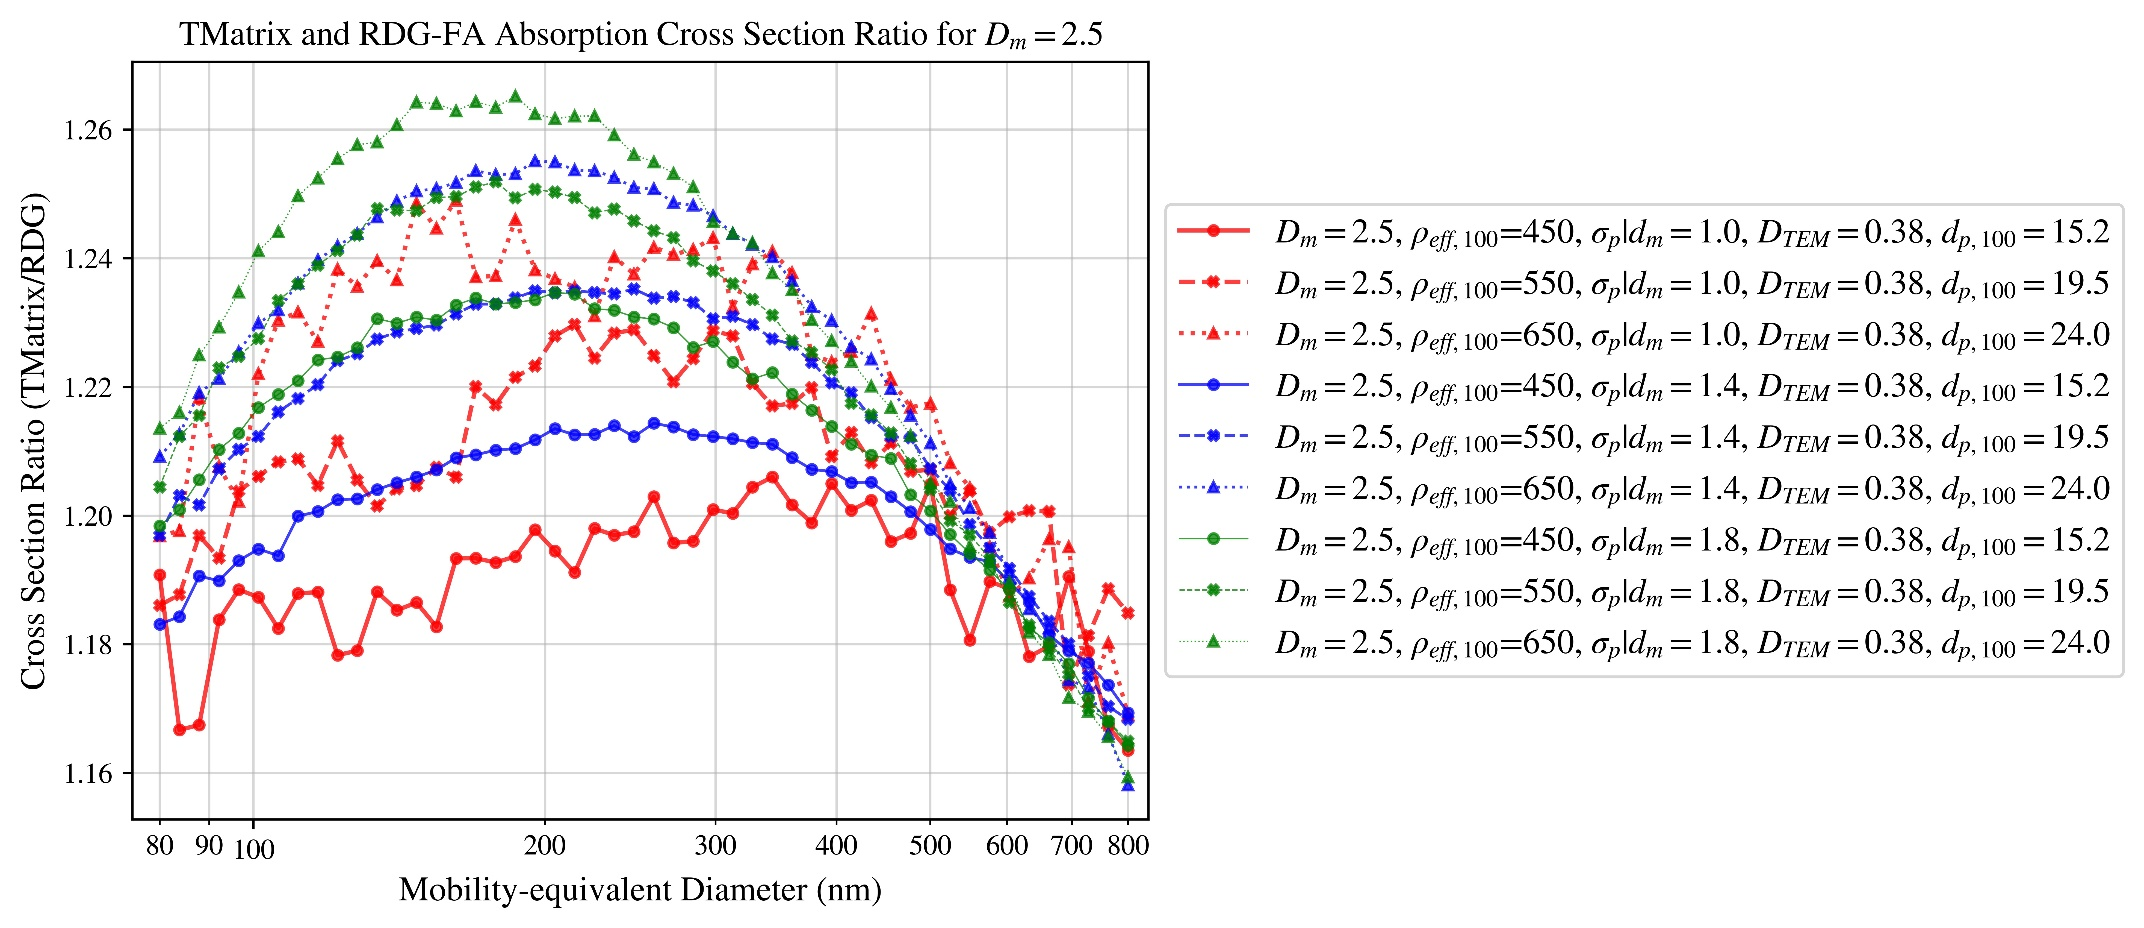 TMatrix and RDG-FA Absorption Cross Section Ratio for Dₘ = 2.5
Cross Section Ratio (TMatrix/RDG)
1.26
1.24
1.22
1.20
1.18
1.16
80 90 100 200 300 400 500 600 700 800
Mobility-equivalent Diameter (nm)
D_m = 2.5, ρ_eff,100=450, σ_p|d_m = 1.0, D_TEM = 0.38, d_p,100 = 15.2
D_m = 2.5, ρ_eff,100=550, σ_p|d_m = 1.0, D_TEM = 0.38, d_p,100 = 19.5
D_m = 2.5, ρ_eff,100=650, σ_p|d_m = 1.0, D_TEM = 0.38, d_p,100 = 24.0
D_m = 2.5, ρ_eff,100=450, σ_p|d_m = 1.4, D_TEM = 0.38, d_p,100 = 15.2
D_m = 2.5, ρ_eff,100=550, σ_p|d_m = 1.4, D_TEM = 0.38, d_p,100 = 19.5
D_m = 2.5, ρ_eff,100=650, σ_p|d_m = 1.4, D_TEM = 0.38, d_p,100 = 24.0
D_m = 2.5, ρ_eff,100=450, σ_p|d_m = 1.8, D_TEM = 0.38, d_p,100 = 15.2
D_m = 2.5, ρ_eff,100=550, σ_p|d_m = 1.8, D_TEM = 0.38, d_p,100 = 19.5
D_m = 2.5, ρ_eff,100=650, σ_p|d_m = 1.8, D_TEM = 0.38, d_p,100 = 24.0